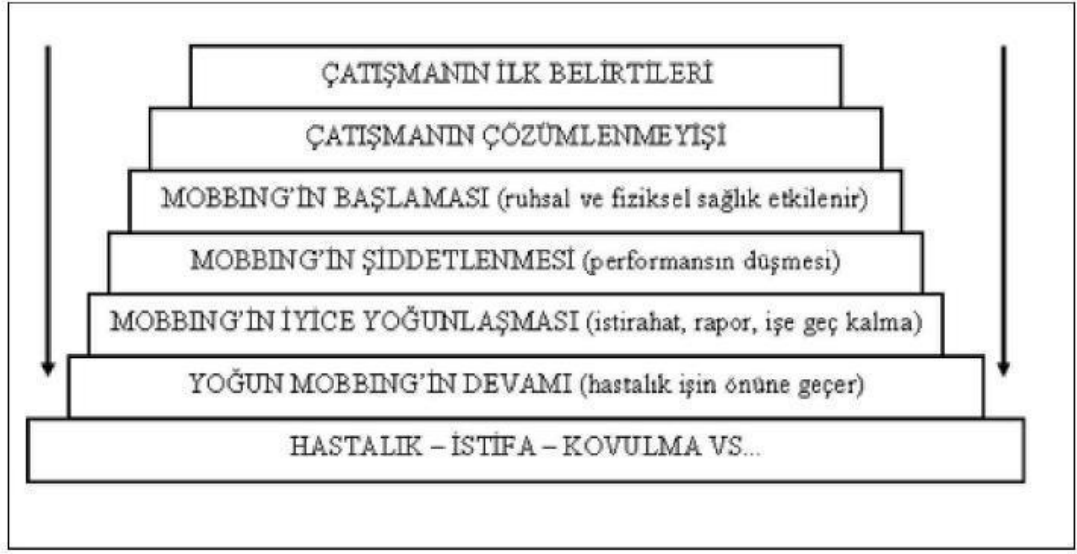 ÇATIŞMANIN İLK BELİRTİLERİ
ÇATIŞMANIN ÇÖZÜMLENMEYİŞİ
MOBBING'İN BAŞLAMASI (ruhsal ve fiziksel sağlık etkilenir)
MOBBING'İN ŞİDDETLENMESİ (performansın düşmesi)
MOBBING'İN İYİCE YOĞUNLAŞMASI (istirahat, rapor, işe geç kalma)
YOĞUN MOBBING'İN DEVAMI (hastalık işin önüne geçer)
HASTALIK – İSTİFA – KOVULMA VS...